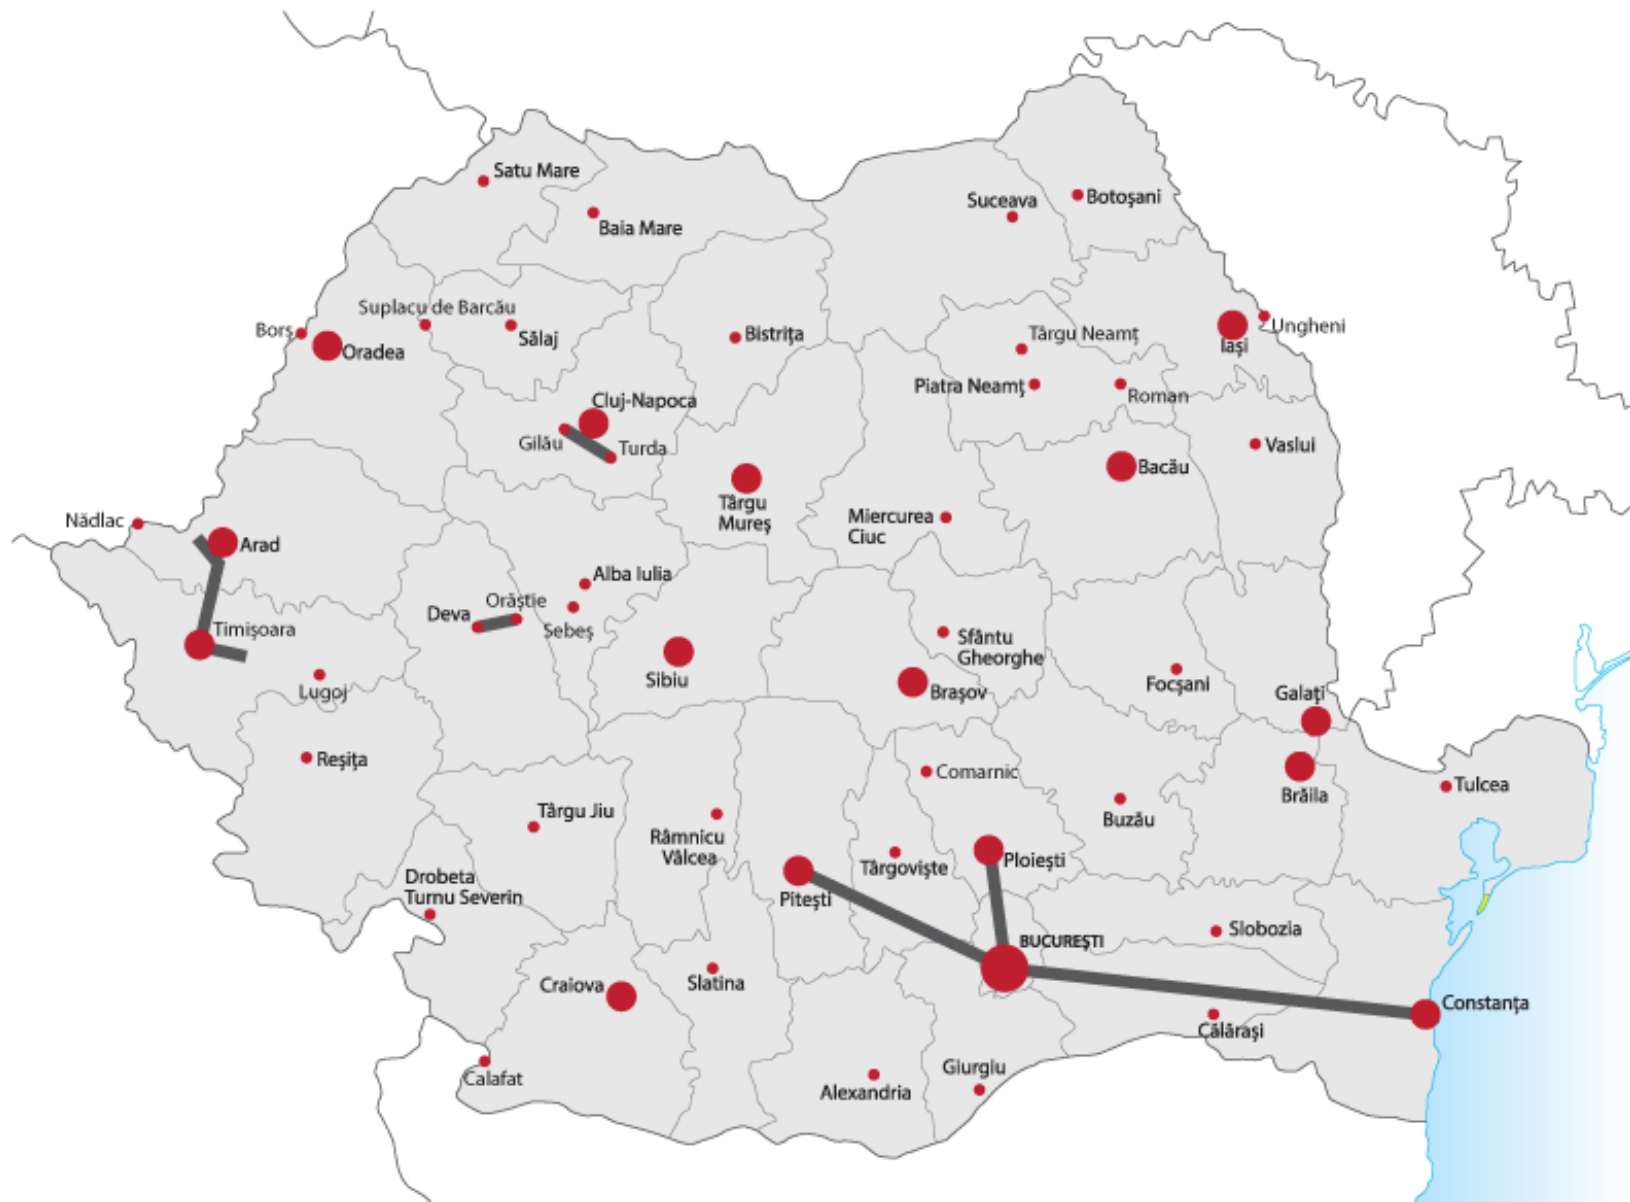 Satu Mare
Baia Mare
Suceava
Botoşani
Suplacu de Barcău
Borş
Oradea
Sălaj
Bistriţa
Târgu Neamţ
Ungheni
Iaşi
Piatra Neamţ
Roman
Cluj-Napoca
Gilău
Turda
Vaslui
Bacău
Târgu
Mureş
Miercurea
Ciuc
Nădlac
Arad
Alba Iulia
Orăştie
Deva
Sebeş
Timişoara
Sfântu
Gheorghe
Lugoj
Sibiu
Braşov
Focşani
Galaţi
Reşiţa
Comarnic
Tulcea
Brăila
Târgu Jiu
Râmnicu
Vâlcea
Buzău
Ploieşti
Târgovişte
Piteşti
Drobeta
Turnu Severin
BUCUREŞTI
Slobozia
Craiova
Slatina
Constanţa
Călăraşi
Giurgiu
Calafat
Alexandria